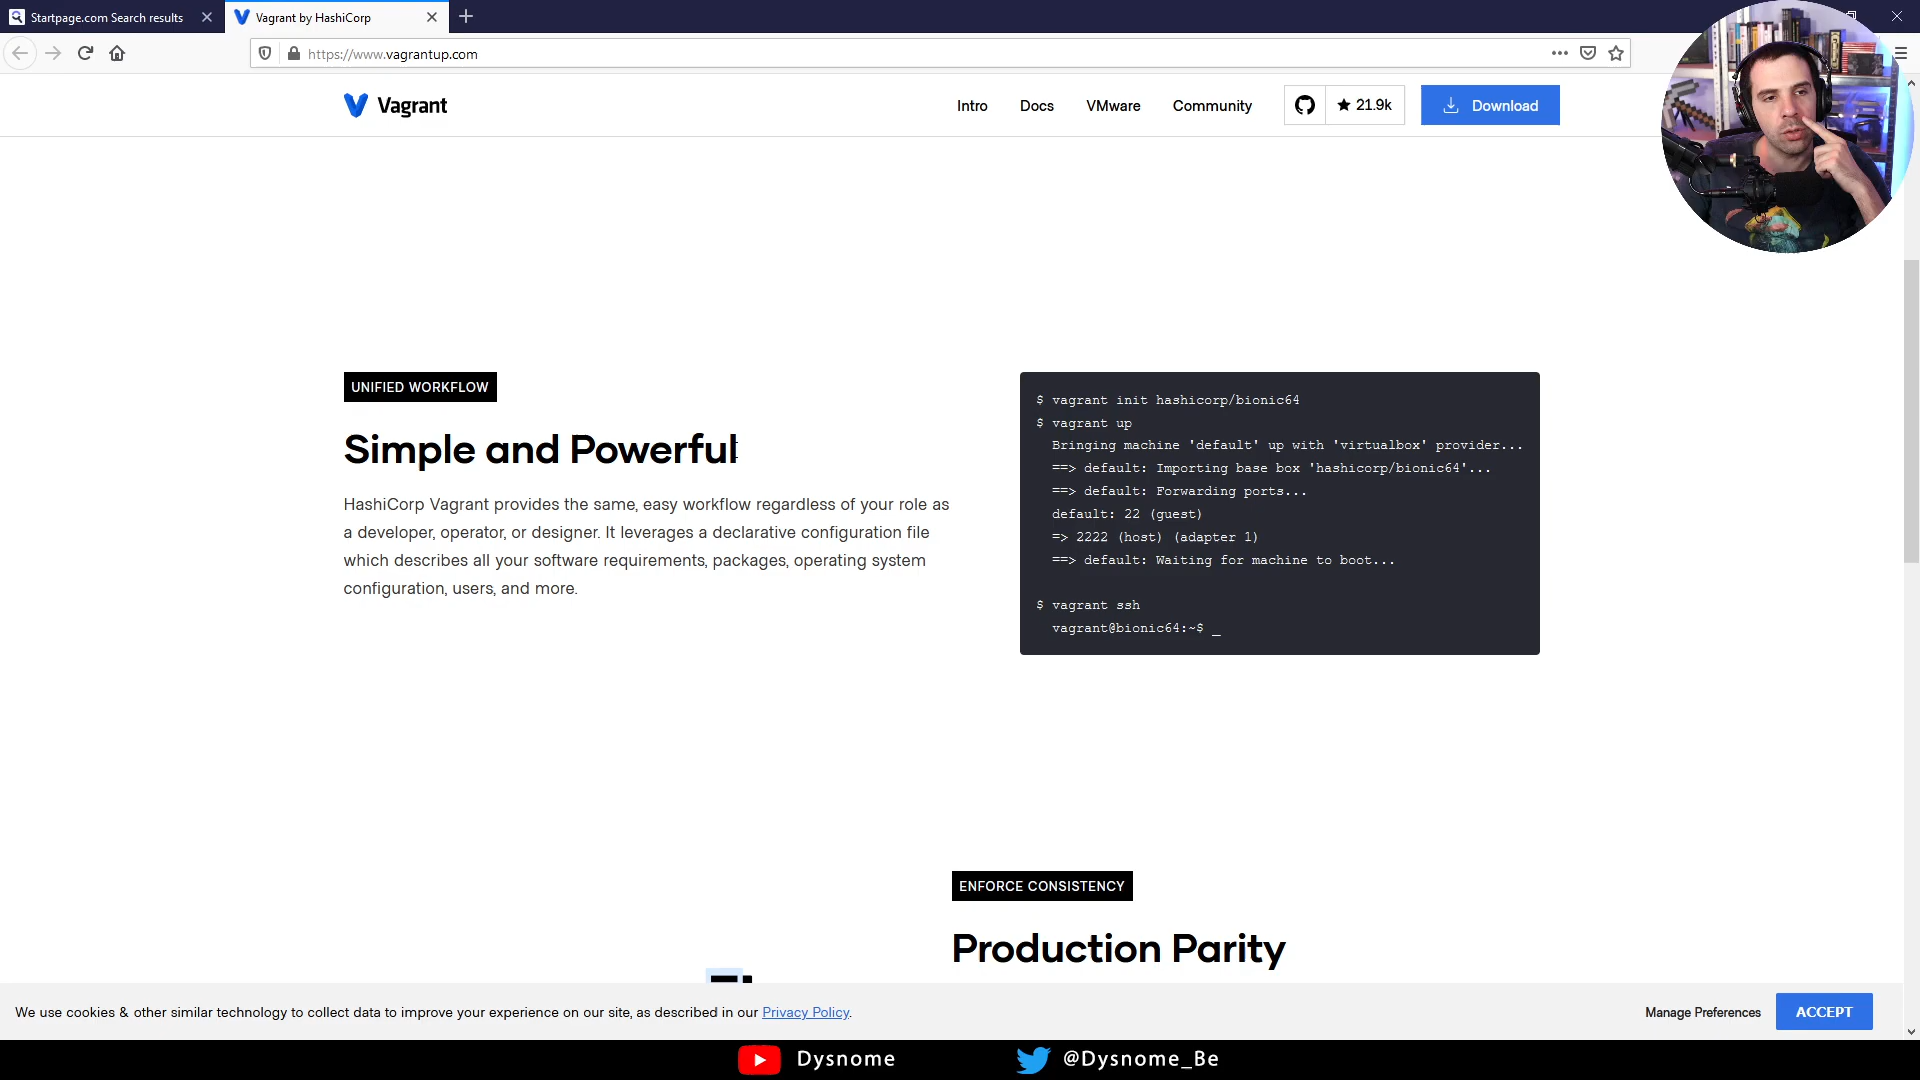 Startpage.com Search results
Vagrant by HashiCorp
https://www.vagrantup.com
Vagrant
Intro
Docs
VMware
Community
★ 21.9k
Download
UNIFIED WORKFLOW
Simple and Powerful
HashiCorp Vagrant provides the same, easy workflow regardless of your role as
a developer, operator, or designer. It leverages a declarative configuration file
which describes all your software requirements, packages, operating system
configuration, users, and more.
$ vagrant init hashicorp/bionic64
$ vagrant up
Bringing machine 'default' up with 'virtualbox' provider...
==> default: Importing base box 'hashicorp/bionic64'...
==> default: Forwarding ports...
default: 22 (guest)
=> 2222 (host) (adapter 1)
==> default: Waiting for machine to boot...
$ vagrant ssh
vagrant@bionic64:~$ _
ENFORCE CONSISTENCY
Production Parity
We use cookies & other similar technology to collect data to improve your experience on our site, as described in our Privacy Policy.
Manage Preferences
ACCEPT
Dysnome
@Dysnome_Be